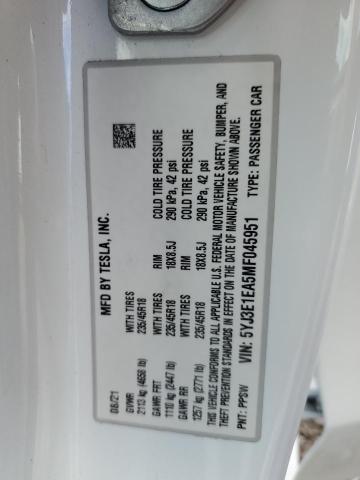 MFD BY TESLA, INC.
08/21 WITH TIRES RIM COLD TIRE PRESSURE
GVWR 235/45R18 18X8.5J 290 kPa, 42 psi
2113 kg (4658 lb)
GAWR FRT WITH TIRES RIM COLD TIRE PRESSURE
1110 kg (2447 lb) 235/45R18 18X8.5J 290 kPa, 42 psi
GAWR RR
1257 kg (2771 lb)
THIS VEHICLE CONFORMS TO ALL APPLICABLE U.S. FEDERAL MOTOR VEHICLE SAFETY, BUMPER, AND
THEFT PREVENTION STANDARDS IN EFFECT ON THE DATE OF MANUFACTURE SHOWN ABOVE.
VIN: 5YJ3E1EA5MF045951 TYPE: PASSENGER CAR
PNT: PPSW